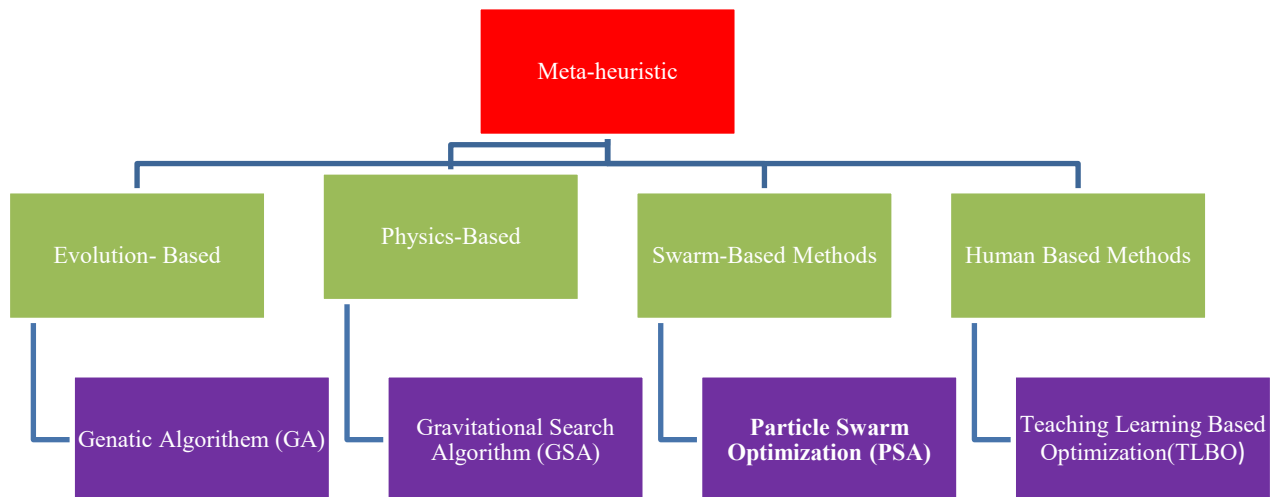 Meta-heuristic
Evolution- Based
Physics-Based
Swarm-Based Methods
Human Based Methods
Genatic Algorithem (GA)
Gravitational Search
Algorithm (GSA)
Particle Swarm
Optimization (PSA)
Teaching Learning Based
Optimization(TLBO)